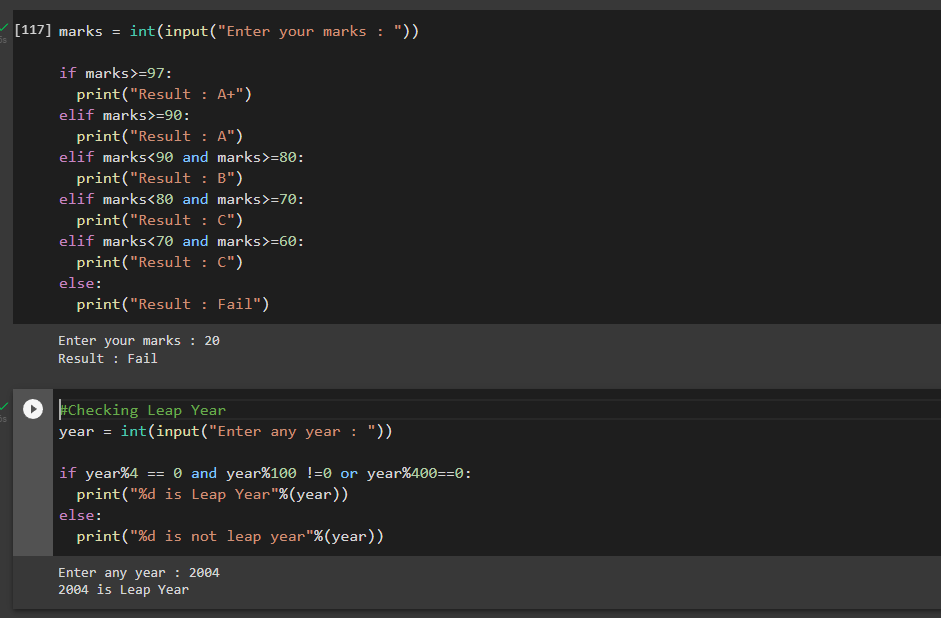 [117] marks = int(input("Enter your marks : "))
if marks>=97:
  print("Result : A+")
elif marks>=90:
  print("Result : A")
elif marks<90 and marks>=80:
  print("Result : B")
elif marks<80 and marks>=70:
  print("Result : C")
elif marks<70 and marks>=60:
  print("Result : C")
else:
  print("Result : Fail")
Enter your marks : 20
Result : Fail
#Checking Leap Year
year = int(input("Enter any year : "))
if year%4 == 0 and year%100 !=0 or year%400==0:
  print("%d is Leap Year"%(year))
else:
  print("%d is not leap year"%(year))
Enter any year : 2004
2004 is Leap Year